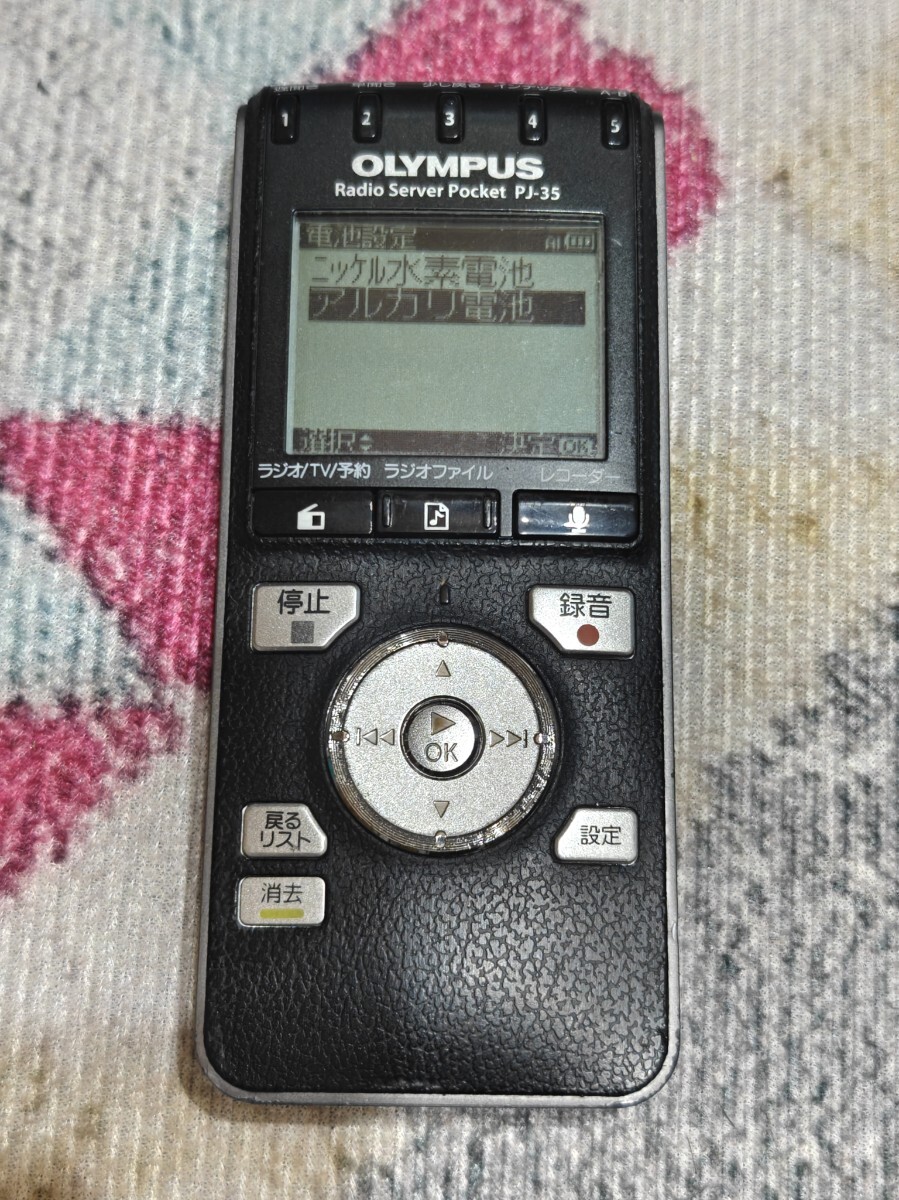 1 2 3 4 5
OLYMPUS
Radio Server Pocket PJ-35
電池設定 AL
ニッケル水素電池
アルカリ電池
選択 決定 OK
ラジオ/TV/予約 ラジオファイル レコーダー
停止 録音
OK
戻る
リスト
設定
消去